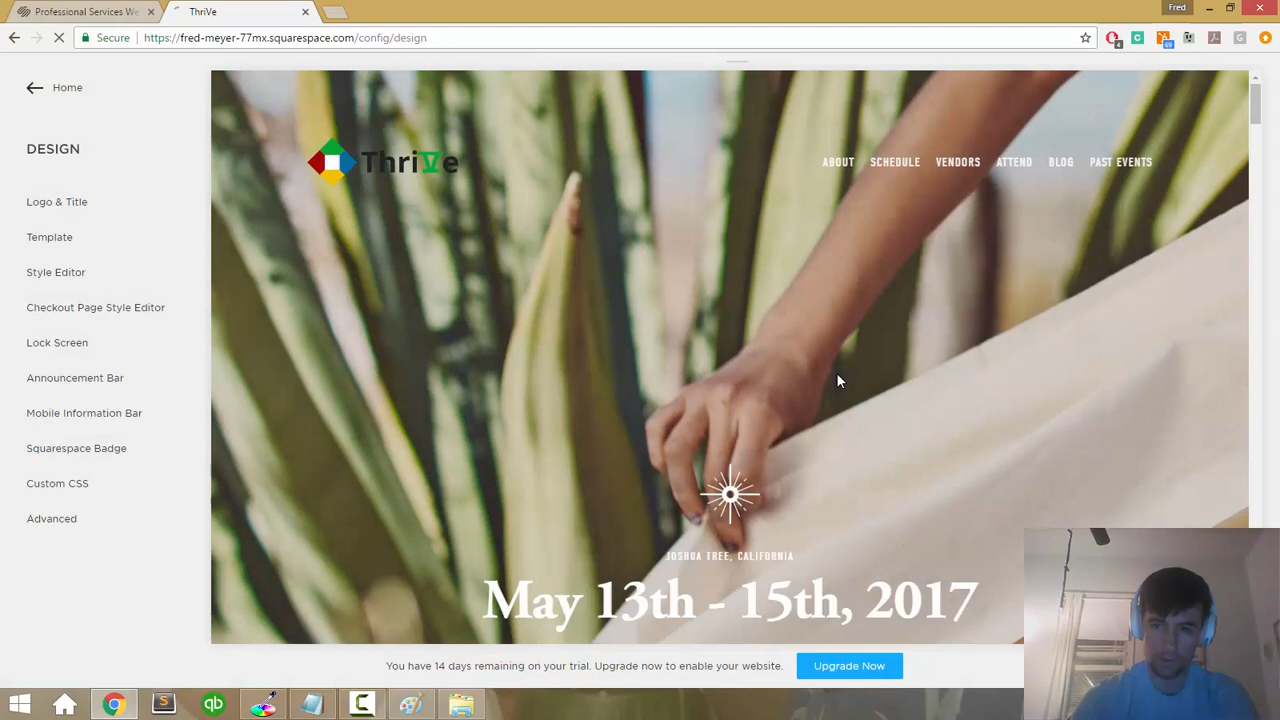 Professional Services We
ThriVe
Fred
Secure
https://fred-meyer-77mx.squarespace.com/config/design
Home
DESIGN
Logo & Title
Template
Style Editor
Checkout Page Style Editor
Lock Screen
Announcement Bar
Mobile Information Bar
Squarespace Badge
Custom CSS
Advanced
ThriVe
ABOUT SCHEDULE VENDORS ATTEND BLOG PAST EVENTS
JOSHUA TREE, CALIFORNIA
May 13th - 15th, 2017
You have 14 days remaining on your trial. Upgrade now to enable your website.
Upgrade Now